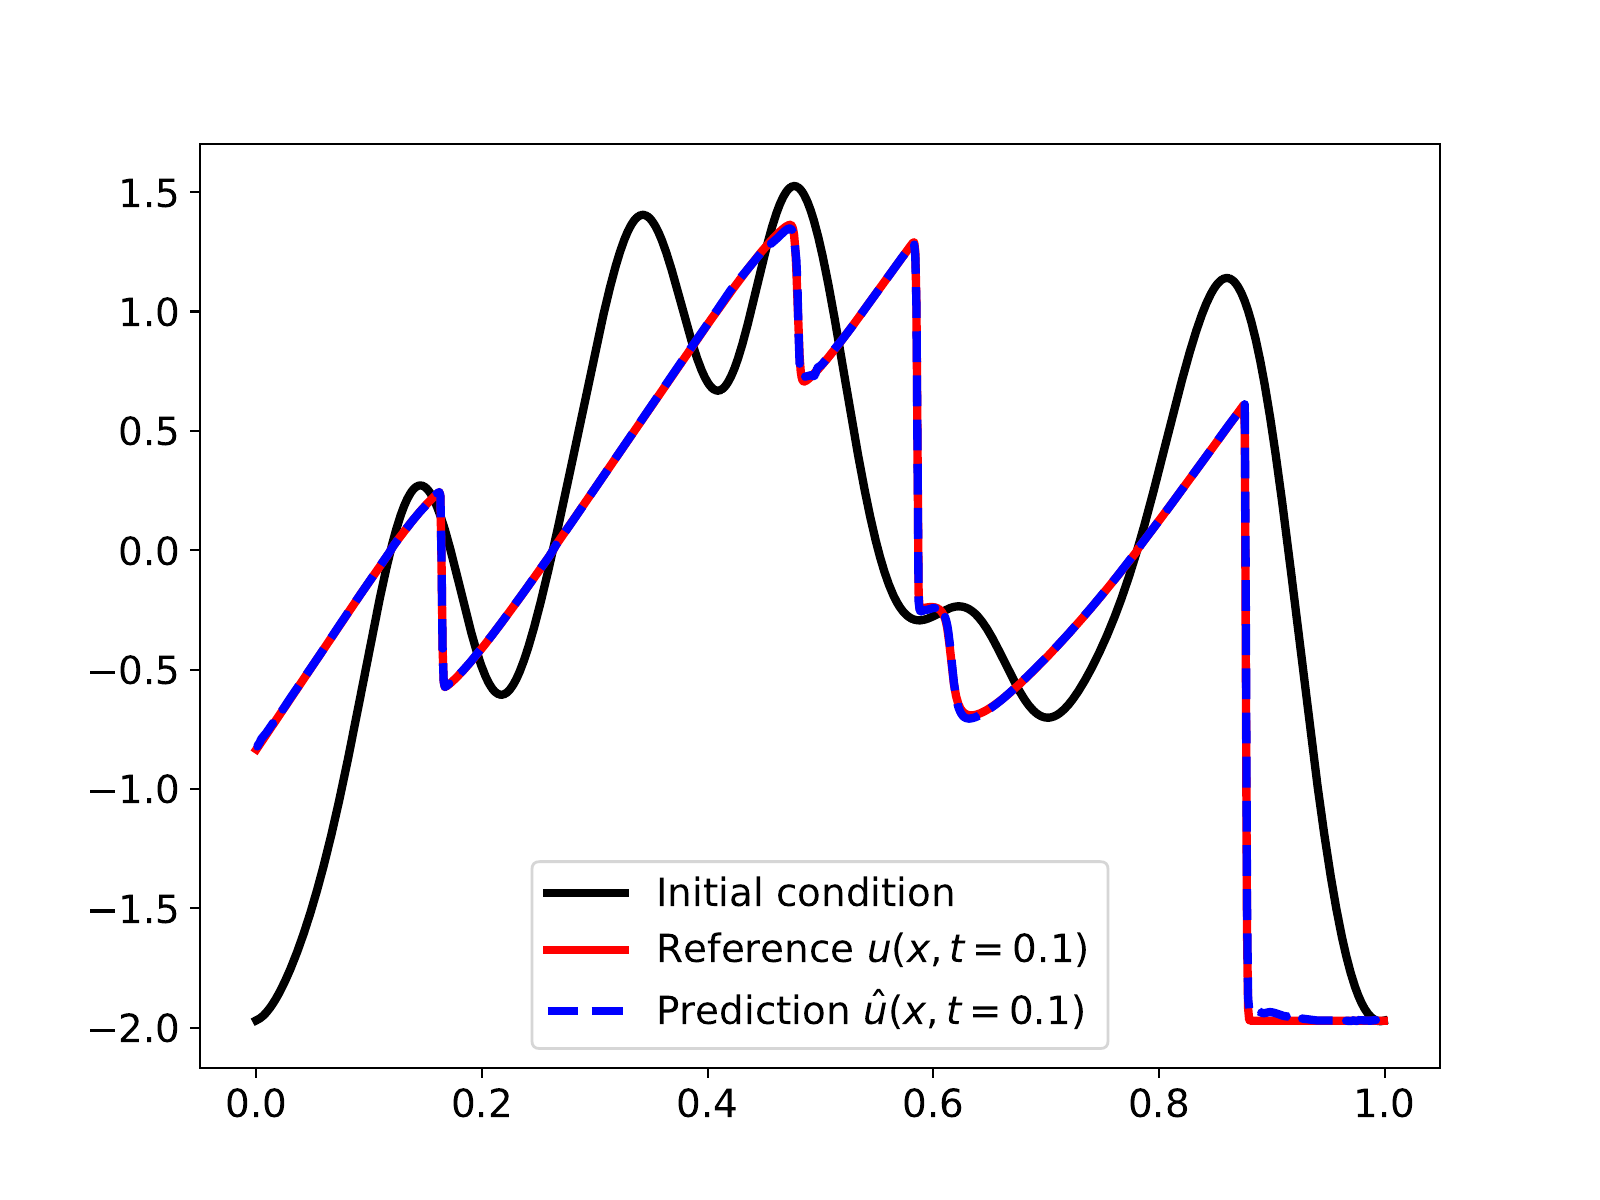 1.5
1.0
0.5
0.0
−0.5
−1.0
−1.5
−2.0
Initial condition
Reference u(x, t = 0.1)
Prediction û(x, t = 0.1)
0.0 0.2 0.4 0.6 0.8 1.0